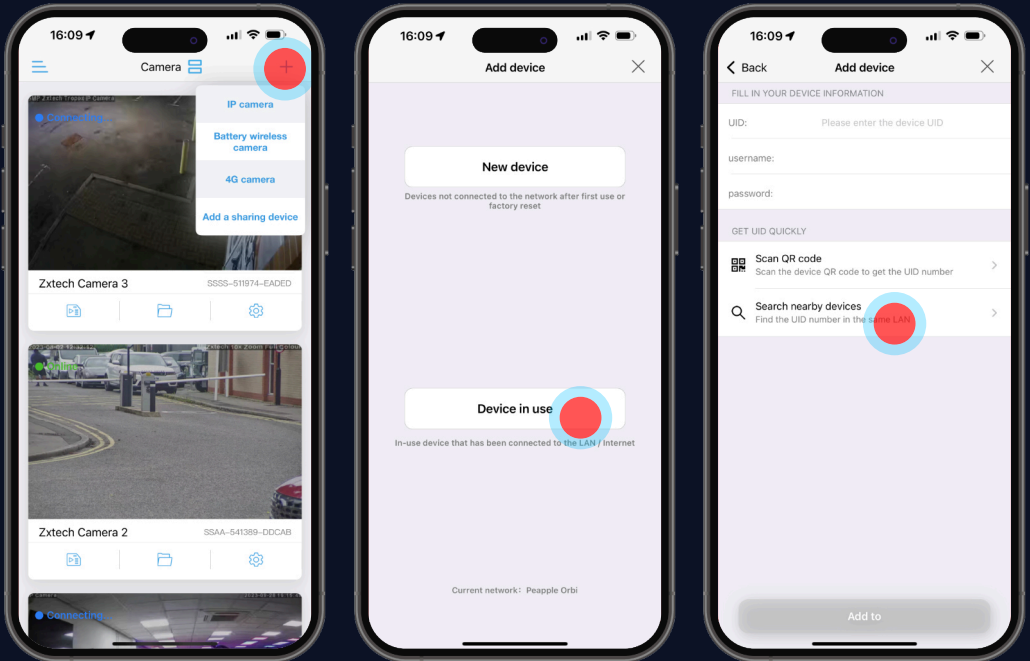 16:09
Camera
IP camera
Battery wireless
camera
4G camera
Add a sharing device
Connecting...
Zxtech Camera 3
SSSS-511974-EADED
Online
Zxtech Camera 2
SSAA-541389-DDCAB
Connecting...
16:09
Add device
New device
Devices not connected to the network after first use or
factory reset
Device in use
In-use device that has been connected to the LAN / Internet
Current network: Peapple Orbi
16:09
Back
Add device
FILL IN YOUR DEVICE INFORMATION
UID:
Please enter the device UID
username:
password:
GET UID QUICKLY
Scan QR code
Scan the device QR code to get the UID number
Search nearby devices
Find the UID number in the same LAN
Add to